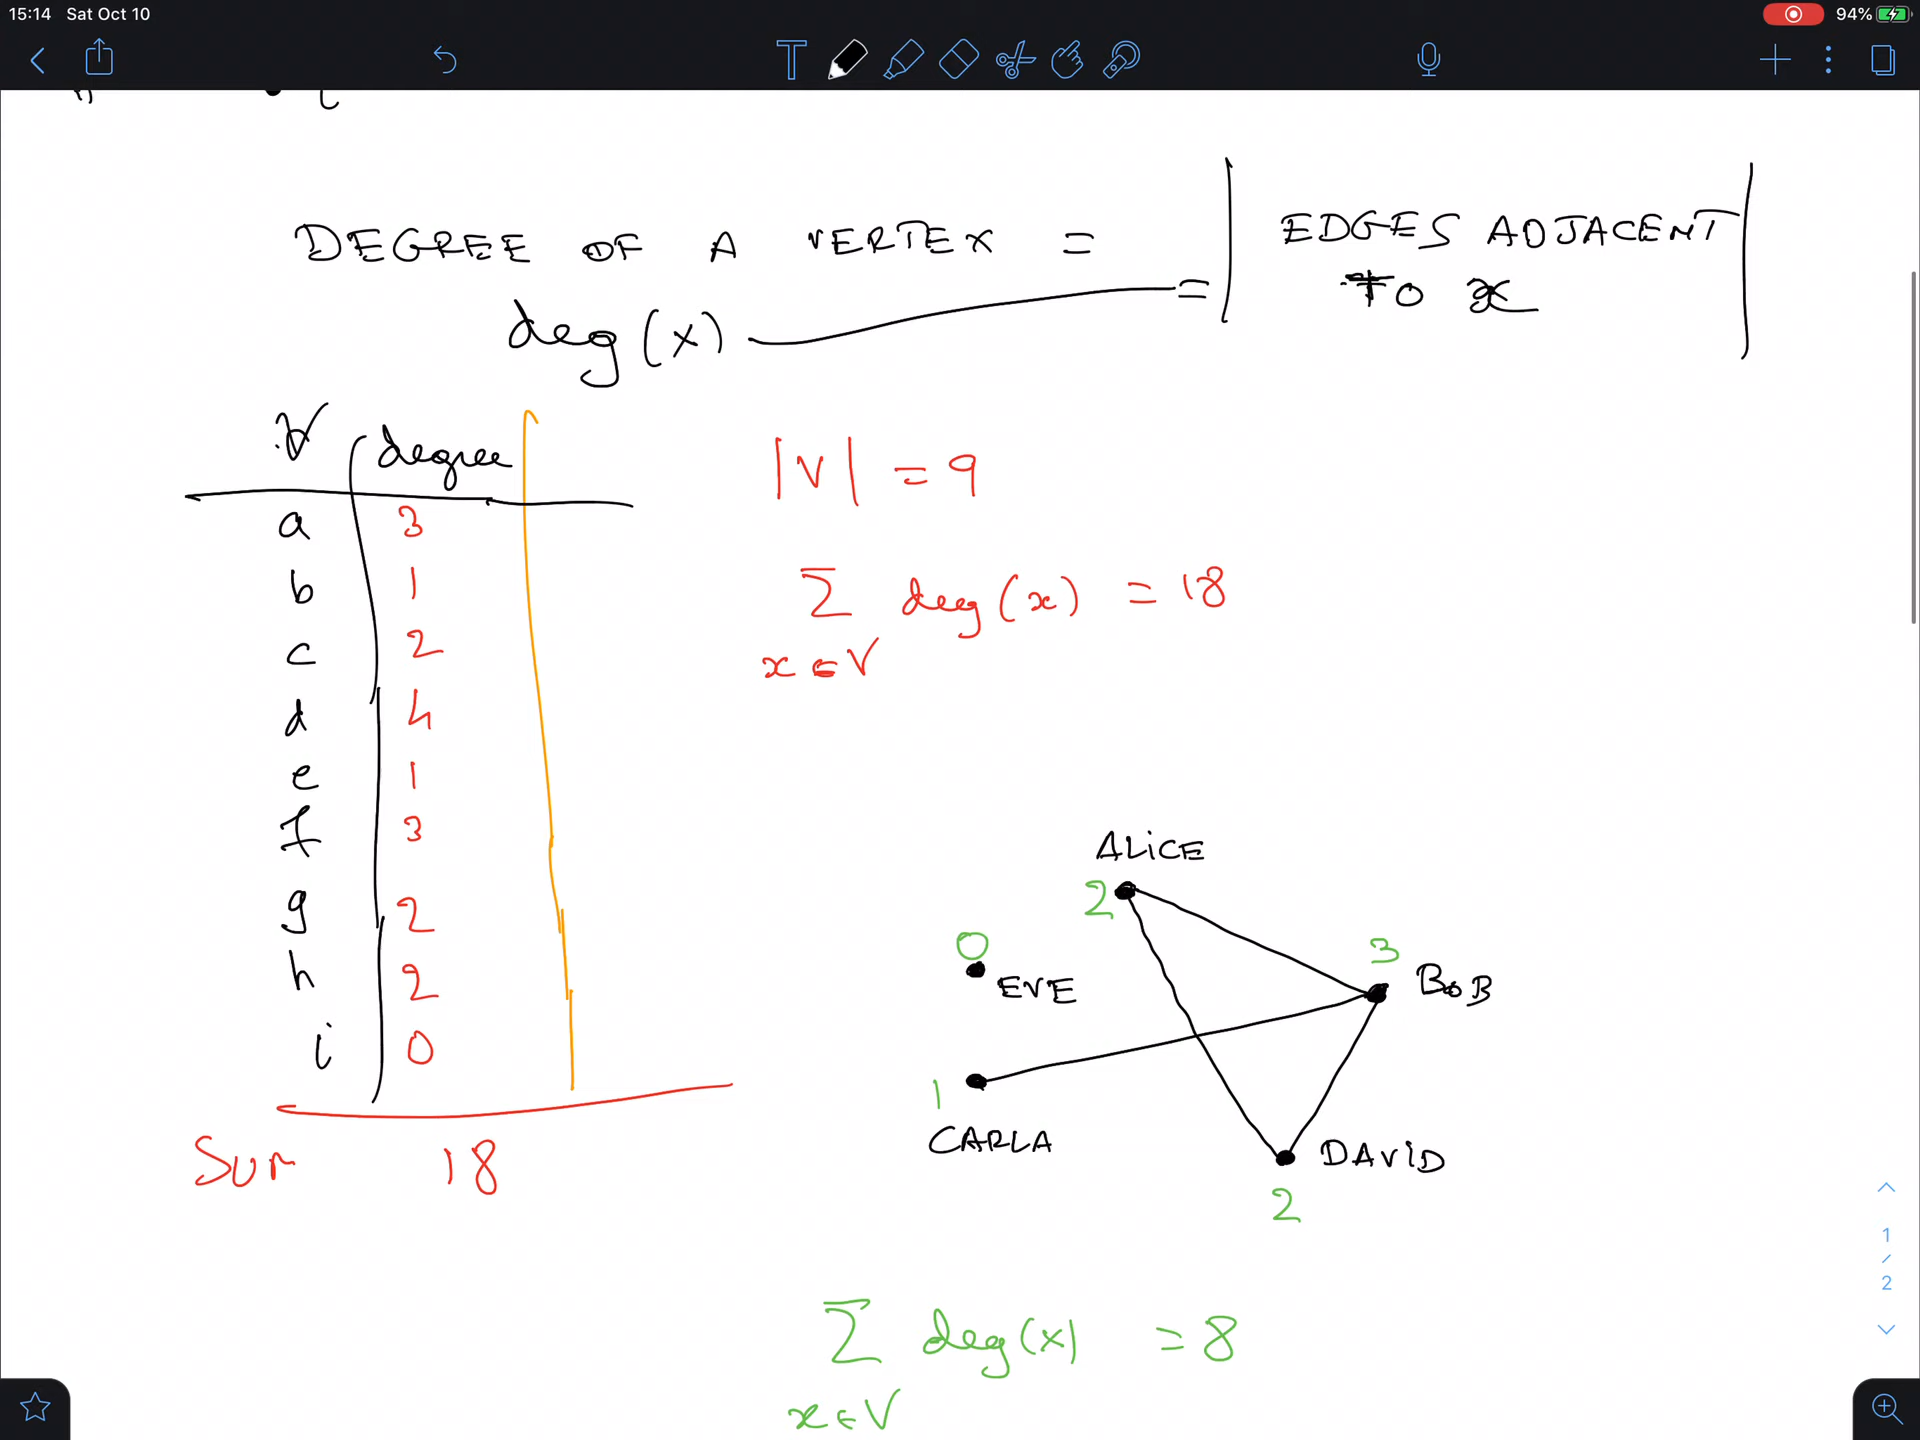 15:14 Sat Oct 10
94%
DEGREE OF A VERTEX = | EDGES ADJACENT TO x |
deg(x) =
V degree
a 3
b 1
c 2
d 4
e 1
f 3
g 2
h 2
i 0
Sum 18
|V| = 9
Σ deg(x) = 18
x ∈ V
ALiCE
2
0
EVE
3
BoB
1
CARLA
DAViD
2
Σ deg(x) = 8
x ∈ V
1
/
2